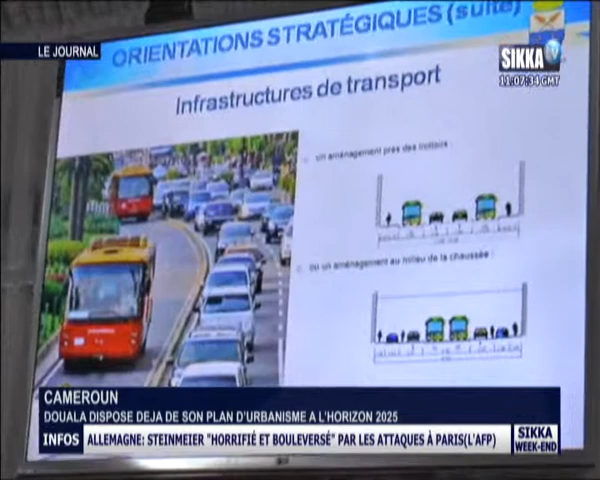 LE JOURNAL
ORIENTATIONS STRATÉGIQUES (suite)
SIKKA TV
11:07:34 GMT
Infrastructures de transport
un aménagement près des trottoirs :
ou un aménagement au milieu de la chaussée :
CAMEROUN
DOUALA DISPOSE DEJA DE SON PLAN D'URBANISME A L'HORIZON 2025
INFOS
ALLEMAGNE: STEINMEIER "HORRIFIÉ ET BOULEVERSÉ" PAR LES ATTAQUES À PARIS(L'AFP)
SIKKA
WEEK-END